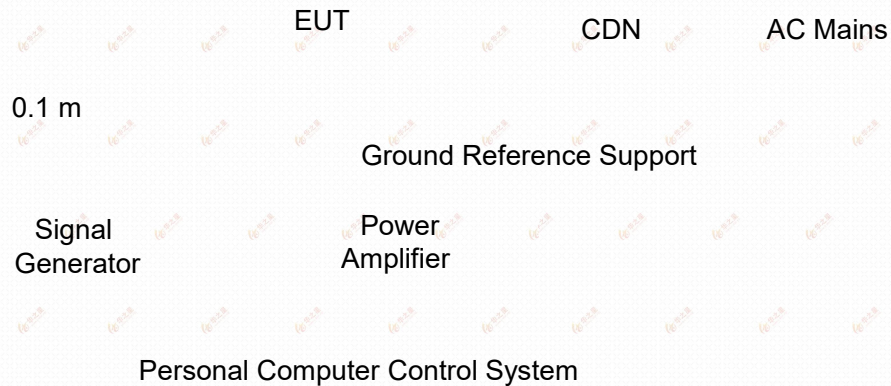 EUT
CDN
AC Mains
0.1 m
Ground Reference Support
Signal
Generator
Power
Amplifier
Personal Computer Control System